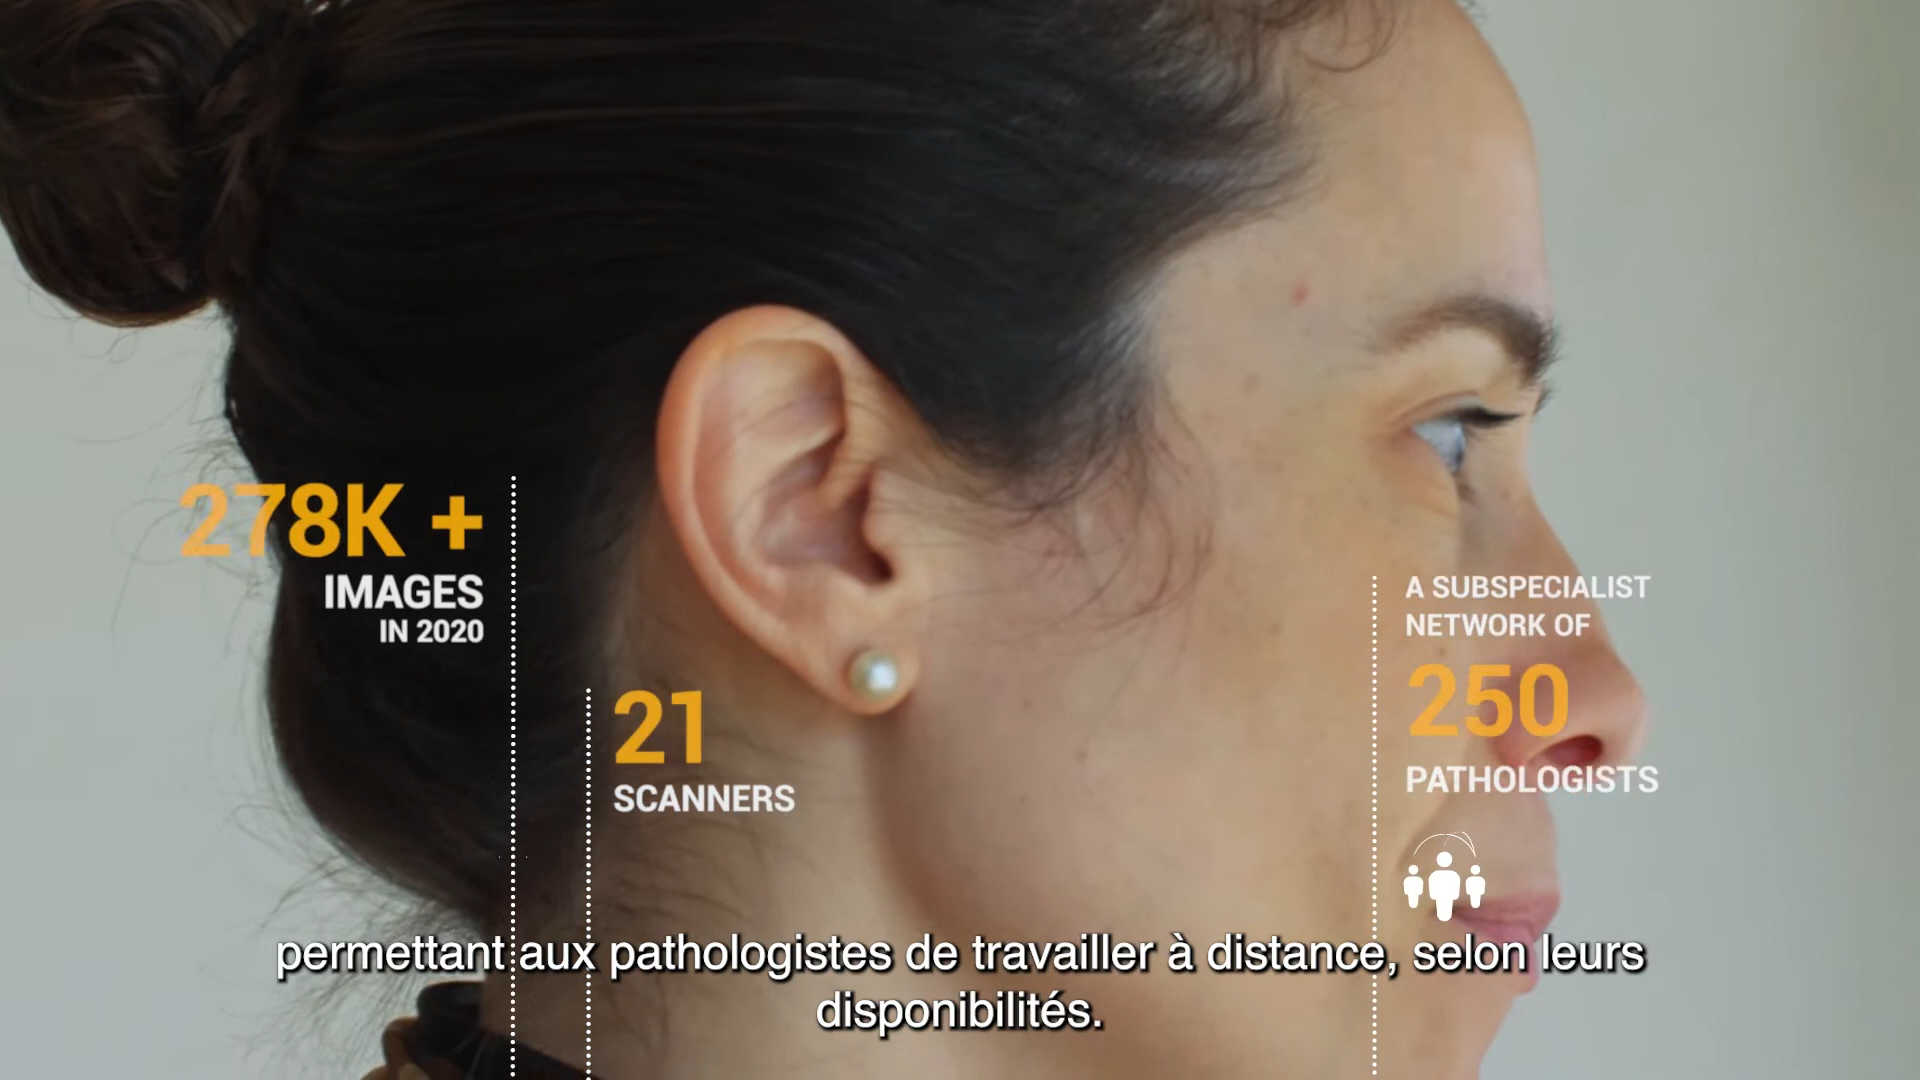 278K +
IMAGES
IN 2020
21
SCANNERS
A SUBSPECIALIST
NETWORK OF
250
PATHOLOGISTS
permettant aux pathologistes de travailler à distance, selon leurs
disponibilités.